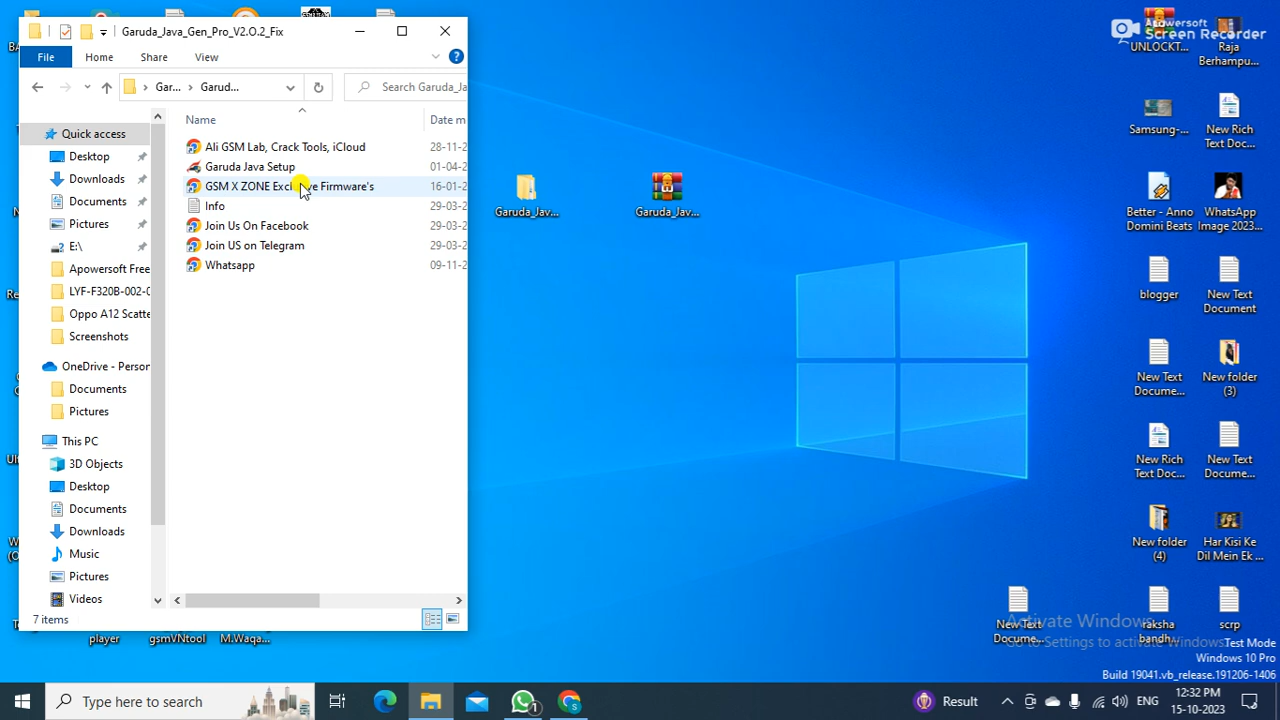 Garuda_Java_Gen_Pro_V2.O.2_Fix
File
Home
Share
View
Gar...
Garud...
Search Garuda_Ja
Name
Date m
Quick access
Desktop
Downloads
Documents
Pictures
E:\
Apowersoft Free
LYF-F320B-002-0
Oppo A12 Scatte
Screenshots
OneDrive - Person
Documents
Pictures
This PC
3D Objects
Desktop
Documents
Downloads
Music
Pictures
Videos
Ali GSM Lab, Crack Tools, iCloud
28-11-2
Garuda Java Setup
01-04-2
GSM X ZONE Exclusive Firmware's
16-01-2
Info
29-03-2
Join Us On Facebook
29-03-2
Join US on Telegram
29-03-2
Whatsapp
09-11-2
7 items
player
gsmVNtool
M.Waqa...
Garuda_Jav...
Garuda_Jav...
Apowersoft
Screen Recorder
UNLOCKT...
Raja
Berhampu...
Samsung-...
New Rich
Text Doc...
Better - Anno
Domini Beats
WhatsApp
Image 2023...
blogger
New Text
Document
New Text
Docume...
New folder
(3)
New Rich
Text Doc...
New Text
Docume...
New folder
(4)
Har Kisi Ke
Dil Mein Ek ...
New Text
Docume...
raksha
bandh...
scrp
Activate Windows
Go to Settings to activate Windows.
Test Mode
Windows 10 Pro
Build 19041.vb_release.191206-1406
Type here to search
1
Result
ENG
12:32 PM
15-10-2023